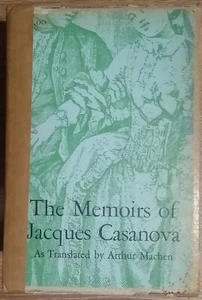 The Memoirs of
Jacques Casanova
As Translated by Arthur Machen